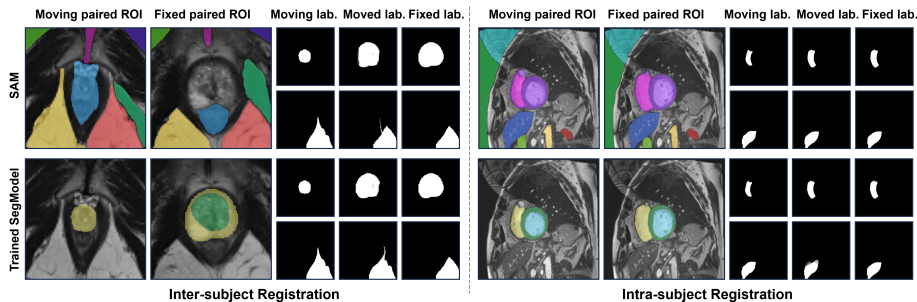 Moving paired ROI Fixed paired ROI Moving lab. Moved lab. Fixed lab. Moving paired ROI Fixed paired ROI Moving lab. Moved lab. Fixed lab.
SAM
Trained SegModel
Inter-subject Registration Intra-subject Registration